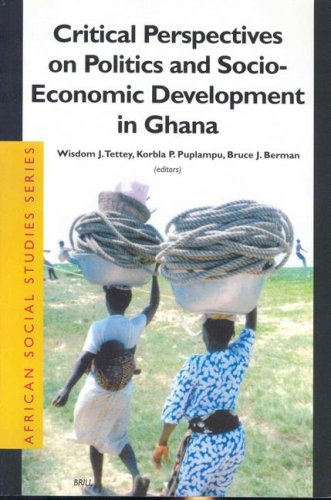 Critical Perspectives
on Politics and Socio-
Economic Development
in Ghana
Wisdom J. Tettey, Korbla P. Puplampu, Bruce J. Berman
(editors)
AFRICAN SOCIAL STUDIES SERIES
BRILL